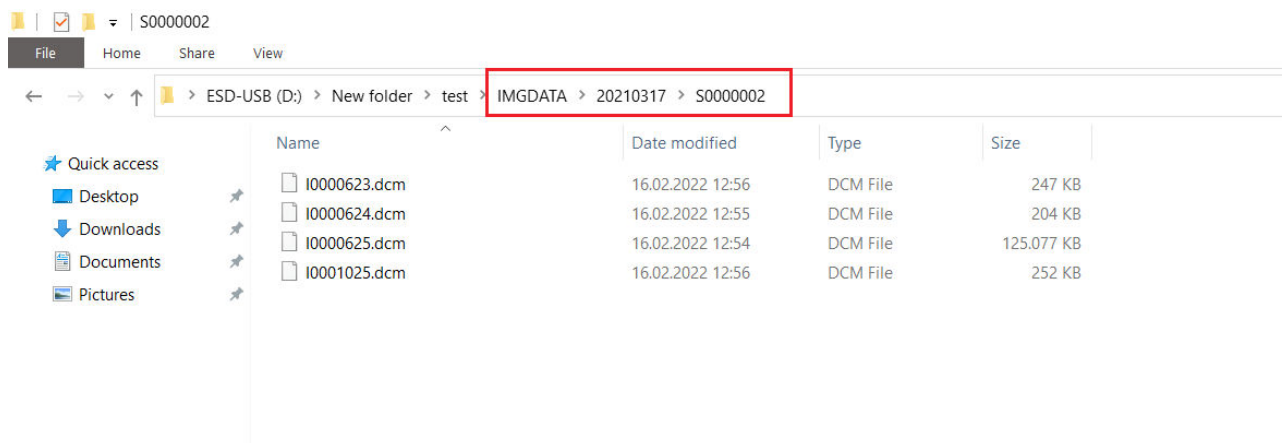 S0000002
File Home Share View
ESD-USB (D:) > New folder > test > IMGDATA > 20210317 > S0000002
Name Date modified Type Size
Quick access
Desktop
Downloads
Documents
Pictures
I0000623.dcm 16.02.2022 12:56 DCM File 247 KB
I0000624.dcm 16.02.2022 12:55 DCM File 204 KB
I0000625.dcm 16.02.2022 12:54 DCM File 125.077 KB
I0001025.dcm 16.02.2022 12:56 DCM File 252 KB